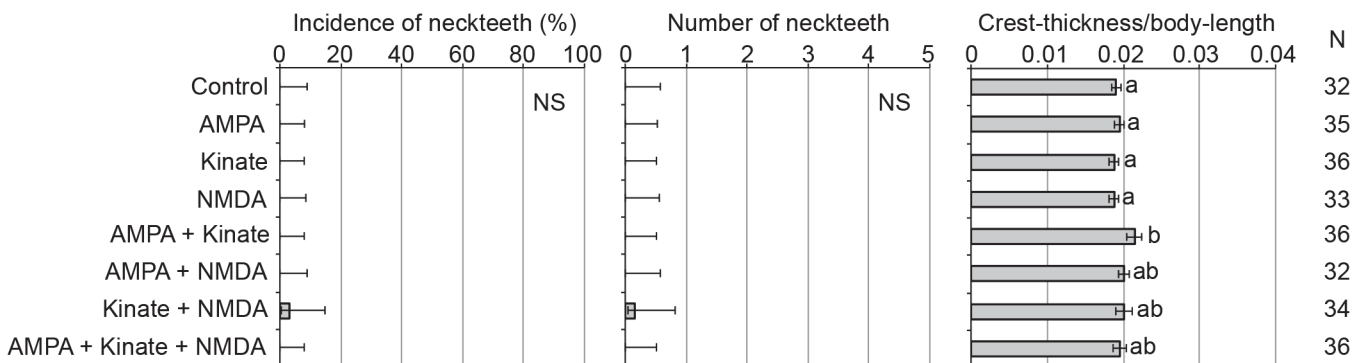 Incidence of neckteeth (%) Number of neckteeth Crest-thickness/body-length N
0 20 40 60 80 100 0 1 2 3 4 5 0 0.01 0.02 0.03 0.04
Control a 32
NS NS
AMPA a 35
Kinate a 36
NMDA a 33
AMPA + Kinate b 36
AMPA + NMDA ab 32
Kinate + NMDA ab 34
AMPA + Kinate + NMDA ab 36